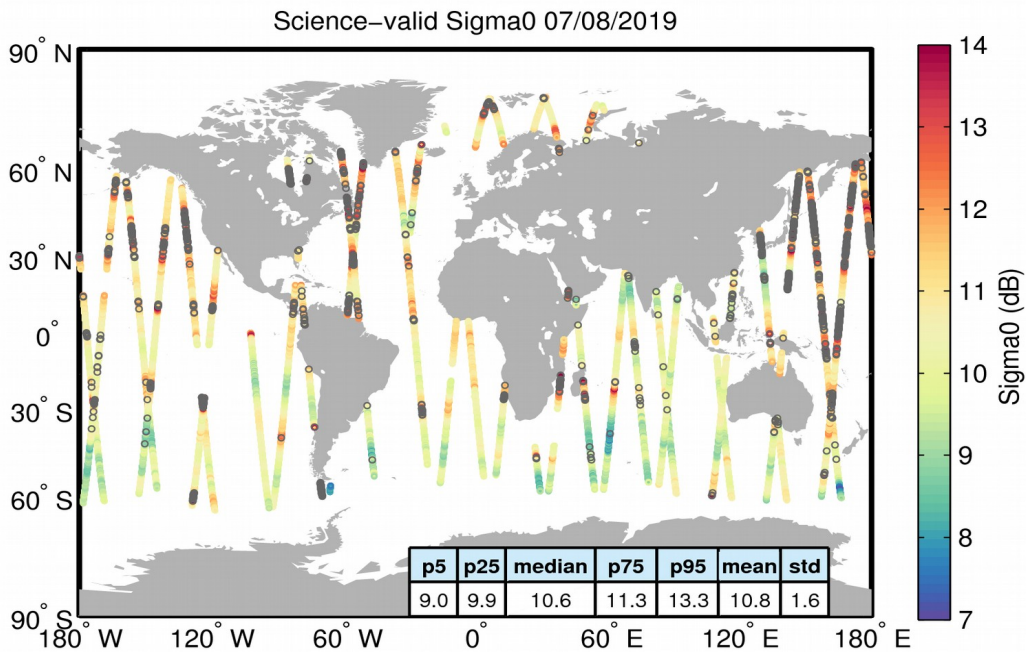 Science−valid Sigma0 07/08/2019
90° N
60° N
30° N
0°
30° S
60° S
90° S
180° W
120° W
60° W
0°
60° E
120° E
180° E
p5 p25 median p75 p95 mean std
9.0 9.9 10.6 11.3 13.3 10.8 1.6
14
13
12
11
10
9
8
7
Sigma0 (dB)